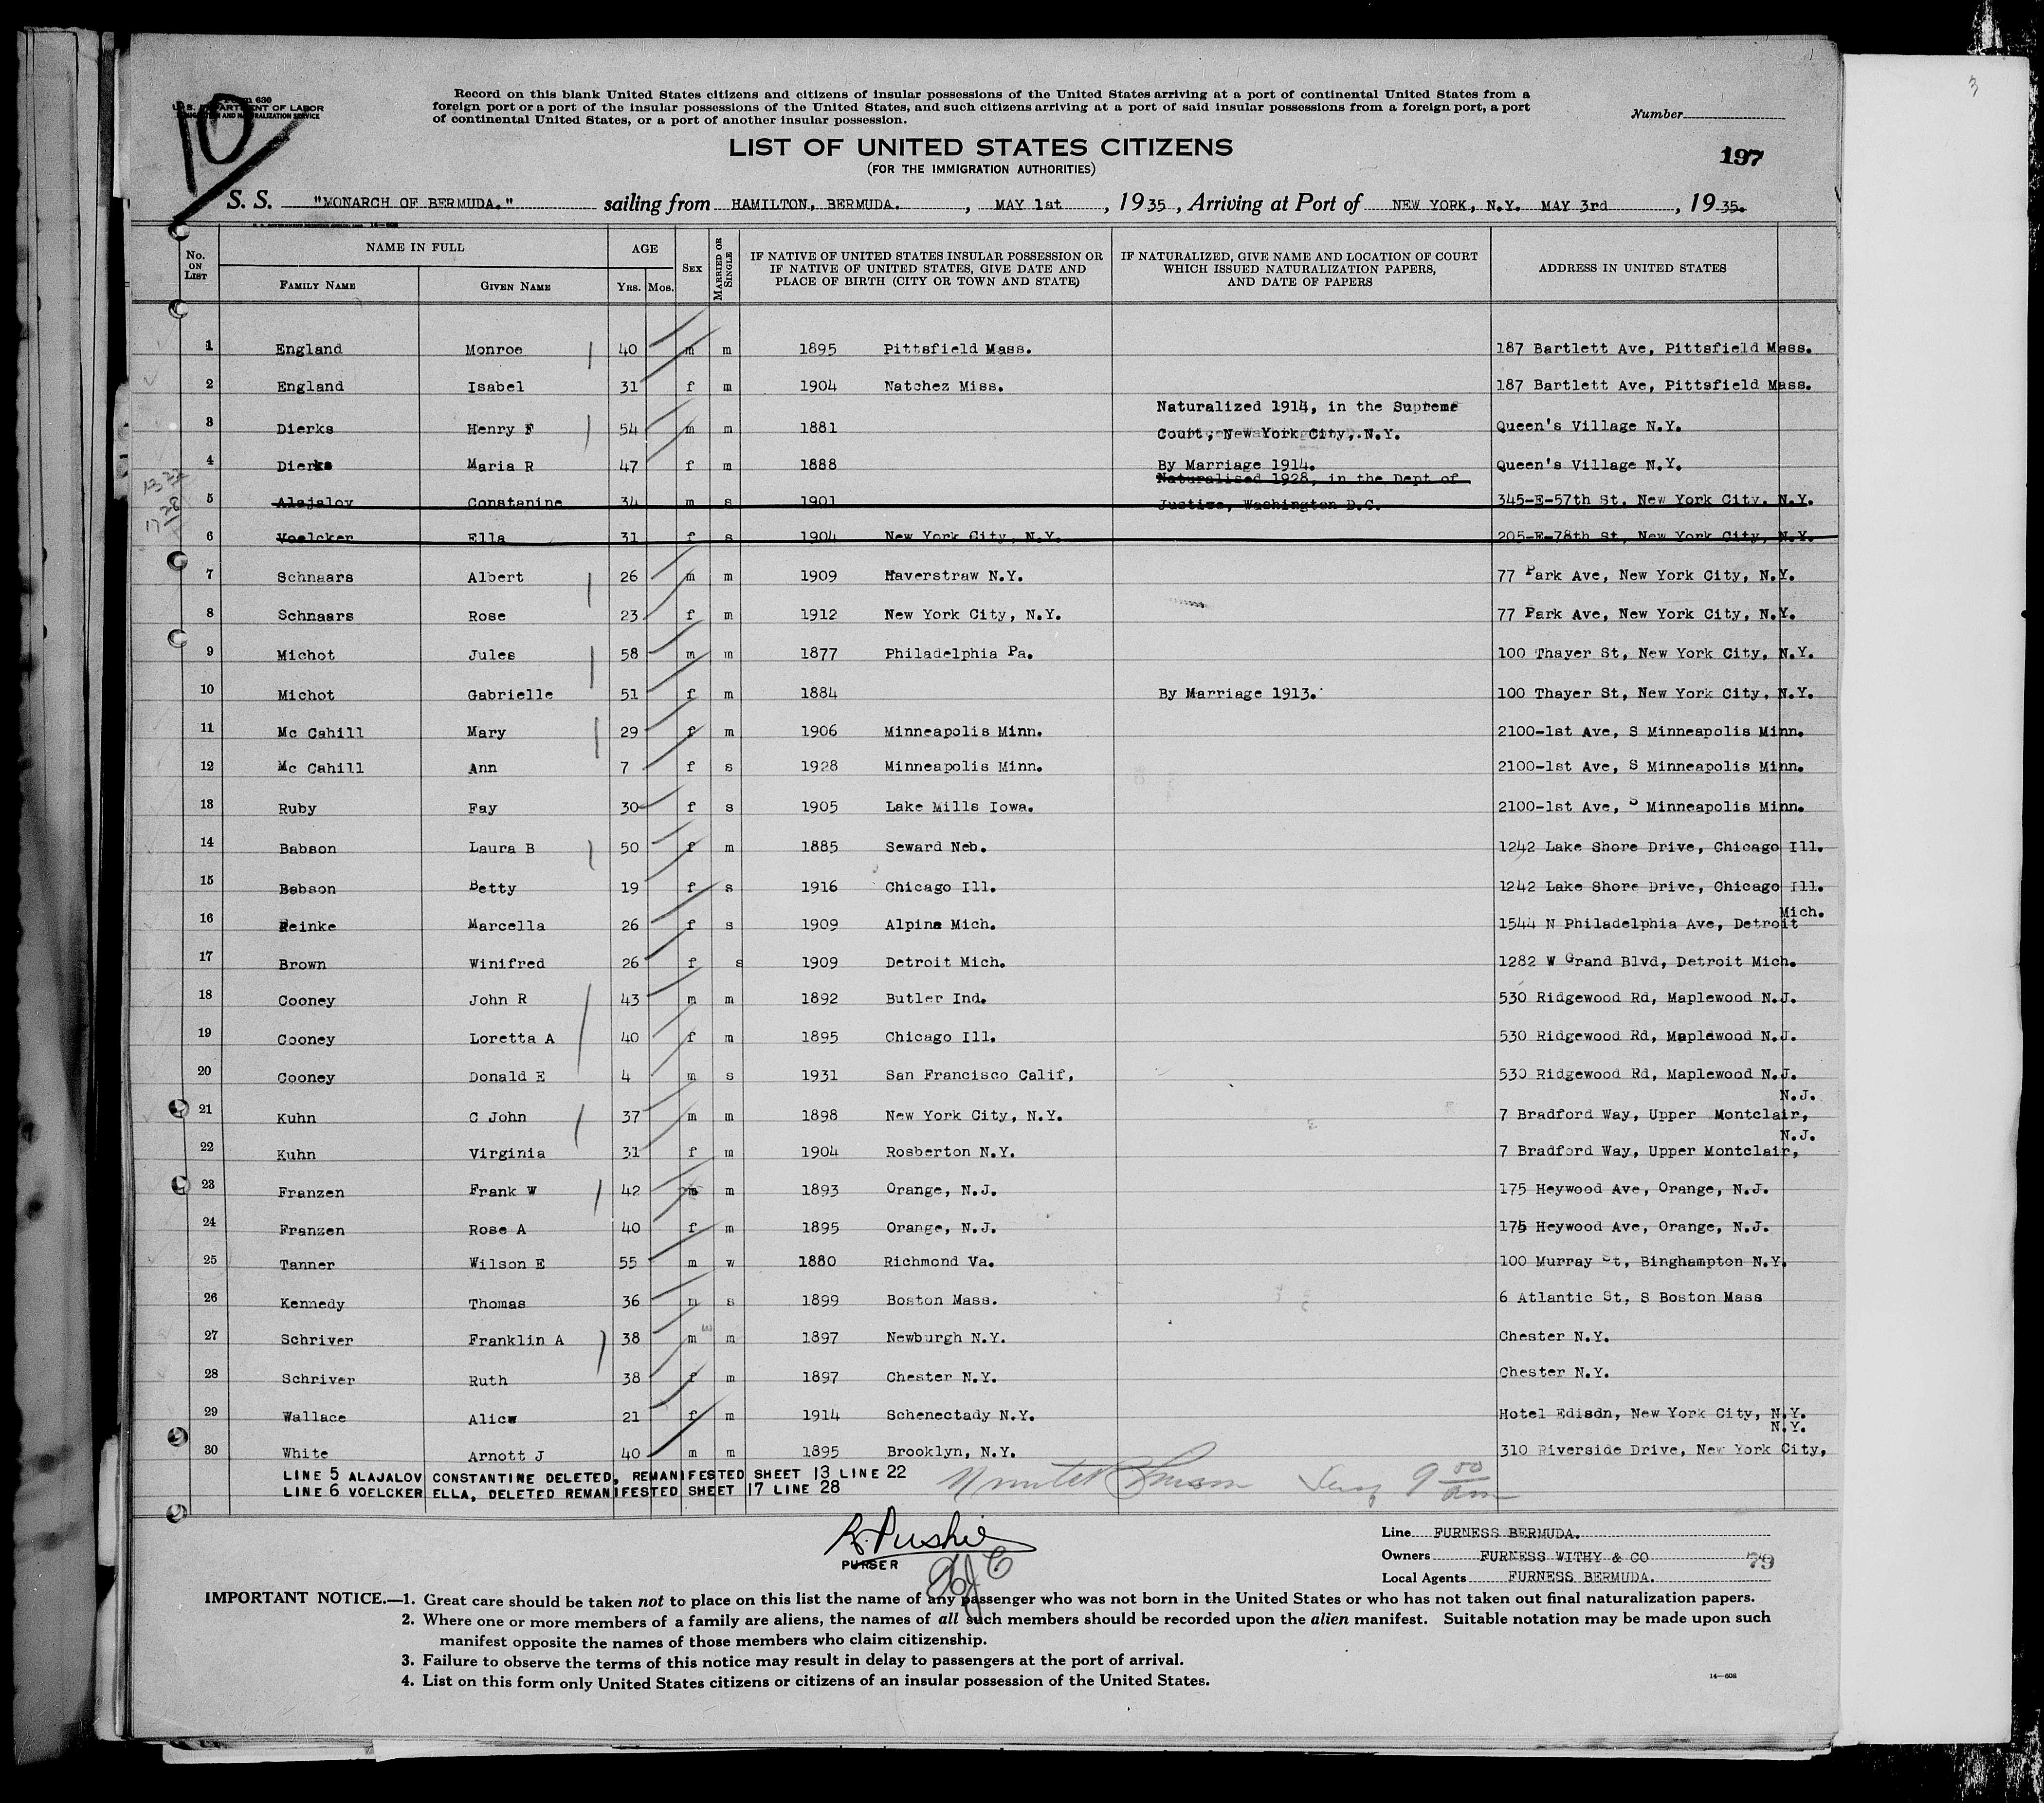 10
Form 630
U. S. DEPARTMENT OF LABOR
IMMIGRATION AND NATURALIZATION SERVICE
Record on this blank United States citizens and citizens of insular possessions of the United States arriving at a port of continental United States from a
foreign port or a port of the insular possessions of the United States, and such citizens arriving at a port of said insular possessions from a foreign port, a port
of continental United States, or a port of another insular possession.
Number
3
LIST OF UNITED STATES CITIZENS
(FOR THE IMMIGRATION AUTHORITIES)
197
S. S. "MONARCH OF BERMUDA." sailing from HAMILTON, BERMUDA. , MAY 1st , 1935 , Arriving at Port of NEW YORK, N.Y. MAY 3rd , 1935.
No. ON LIST NAME IN FULL FAMILY NAME GIVEN NAME AGE YRS. MOS. SEX MARRIED OR SINGLE IF NATIVE OF UNITED STATES INSULAR POSSESSION OR IF NATIVE OF UNITED STATES, GIVE DATE AND PLACE OF BIRTH (CITY OR TOWN AND STATE) IF NATURALIZED, GIVE NAME AND LOCATION OF COURT WHICH ISSUED NATURALIZATION PAPERS, AND DATE OF PAPERS ADDRESS IN UNITED STATES
1 England Monroe 40 m m 1895 Pittsfield Mass. 187 Bartlett Ave, Pittsfield Mass.
2 England Isabel 31 f m 1904 Natchez Miss. 187 Bartlett Ave, Pittsfield Mass.
Naturalized 1914, in the Supreme
3 Dierks Henry F 54 m m 1881 Court, New York City, N.Y. Queen's Village N.Y.
4 Dierks Maria R 47 f m 1888 By Marriage 1914. Queen's Village N.Y.
13-22
Naturalised 1928, in the Dept of
5 Alajalov Constanine 34 m s 1901 Justice, Washington D.C. 345-E-57th St. New York City. N.Y.
17 28
6 Voelcker Ella 31 f s 1904 New York City, N.Y. 205-E-78th St, New York City, N.Y.
7 Schnaars Albert 26 m m 1909 Haverstraw N.Y. 77 Park Ave, New York City, N.Y.
8 Schnaars Rose 23 f m 1912 New York City, N.Y. 77 Park Ave, New York City, N.Y.
9 Michot Jules 58 m m 1877 Philadelphia Pa. 100 Thayer St, New York City, N.Y.
10 Michot Gabrielle 51 f m 1884 By Marriage 1913. 100 Thayer St, New York City, N.Y.
11 Mc Cahill Mary 29 f m 1906 Minneapolis Minn. 2100-1st Ave, S Minneapolis Minn.
12 Mc Cahill Ann 7 f s 1928 Minneapolis Minn. 2100-1st Ave, S Minneapolis Minn.
13 Ruby Fay 30 f s 1905 Lake Mills Iowa. 2100-1st Ave, S Minneapolis Minn.
14 Babson Laura B 50 f m 1885 Seward Neb. 1242 Lake Shore Drive, Chicago Ill.
15 Babson Betty 19 f s 1916 Chicago Ill. 1242 Lake Shore Drive, Chicago Ill.
Mich.
16 Reinke Marcella 26 f s 1909 Alpine Mich. 1544 N Philadelphia Ave, Detroit
17 Brown Winifred 26 f s 1909 Detroit Mich. 1282 W Grand Blvd, Detroit Mich.
18 Cooney John R 43 m m 1892 Butler Ind. 530 Ridgewood Rd, Maplewood N.J.
19 Cooney Loretta A 40 f m 1895 Chicago Ill. 530 Ridgewood Rd, Maplewood N.J.
20 Cooney Donald E 4 m s 1931 San Francisco Calif, 530 Ridgewood Rd, Maplewood N.J.
N.J.
21 Kuhn C John 37 m m 1898 New York City, N.Y. 7 Bradford Way, Upper Montclair,
N.J.
22 Kuhn Virginia 31 f m 1904 Rosberton N.Y. 7 Bradford Way, Upper Montclair,
23 Franzen Frank W 42 m m 1893 Orange, N.J. 175 Heywood Ave, Orange, N.J.
24 Franzen Rose A 40 f m 1895 Orange, N.J. 175 Heywood Ave, Orange, N.J.
25 Tanner Wilson E 55 m w 1880 Richmond Va. 100 Murray St, Binghampton N.Y.
26 Kennedy Thomas 36 m s 1899 Boston Mass. 6 Atlantic St, S Boston Mass
27 Schriver Franklin A 38 m m 1897 Newburgh N.Y. Chester N.Y.
28 Schriver Ruth 38 f m 1897 Chester N.Y. Chester N.Y.
29 Wallace Alice 21 f m 1914 Schenectady N.Y. Hotel Edison, New York City, N.Y.
N.Y.
30 White Arnott J 40 m m 1895 Brooklyn, N.Y. 310 Riverside Drive, New York City,
LINE 5 ALAJALOV CONSTANTINE DELETED, REMANIFESTED SHEET 13 LINE 22
LINE 6 VOELCKER ELLA, DELETED REMANIFESTED SHEET 17 LINE 28
9 00 am
R. Pushie
PURSER
Line FURNESS BERMUDA.
Owners FURNESS WITHY & CO 79
Local Agents FURNESS BERMUDA.
IMPORTANT NOTICE.—1. Great care should be taken not to place on this list the name of any passenger who was not born in the United States or who has not taken out final naturalization papers.
2. Where one or more members of a family are aliens, the names of all such members should be recorded upon the alien manifest. Suitable notation may be made upon such
manifest opposite the names of those members who claim citizenship.
3. Failure to observe the terms of this notice may result in delay to passengers at the port of arrival.
4. List on this form only United States citizens or citizens of an insular possession of the United States.
14—608